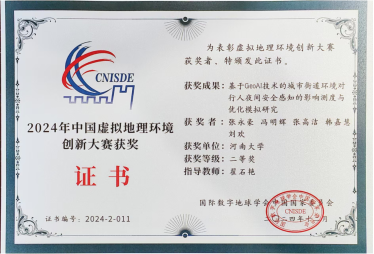 CNISDE
2024年中国虚拟地理环境
创新大赛获奖
证书
证书编号：2024-2-011
为表彰虚拟地理环境创新大赛
获奖者，特颁发此证书。
获奖成果：基于GeoAI技术的城市街道环境对
行人夜间安全感知的影响测度与
优化模拟研究
获奖者：张永豪 冯明辉 张高洁 韩嘉慧
刘欢
获奖单位：河南大学
获奖等级：二等奖
指导教师：崔石艳
国际数字地球学会中国国家委员会
CNISDE